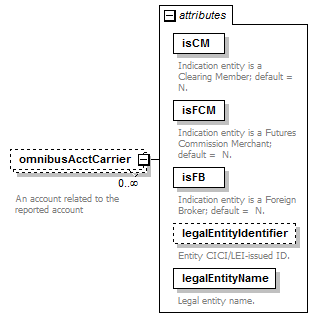 attributes
isCM
Indication entity is a
Clearing Member; default =
N.
isFCM
Indication entity is a Futures
Commission Merchant;
default =  N.
isFB
Indication entity is a Foreign
Broker; default =  N.
omnibusAcctCarrier
0..∞
An account related to the
reported account
legalEntityIdentifier
Entity CICI/LEI-issued ID.
legalEntityName
Legal entity name.